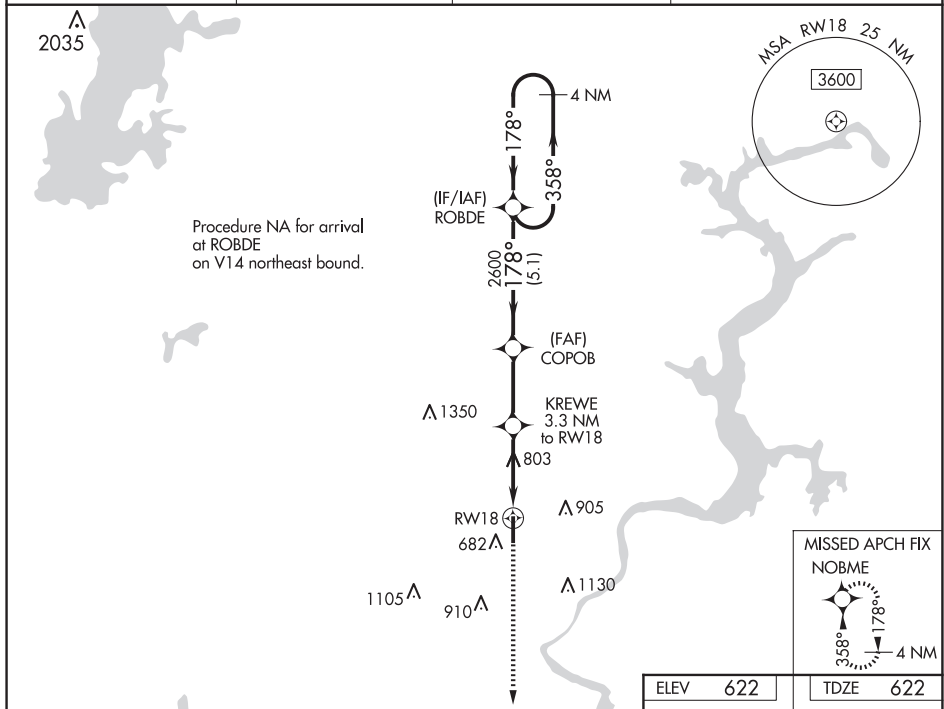 2035
MSA RW18 25 NM
3600
4 NM
178°
358°
(IF/IAF)
ROBDE
Procedure NA for arrival
at ROBDE
on V14 northeast bound.
2600
178°
(5.1)
(FAF)
COPOB
1350
KREWE
3.3 NM
to RW18
803
905
RW18
682
1105
910
1130
MISSED APCH FIX
NOBME
358°
178°
4 NM
ELEV 622
TDZE 622